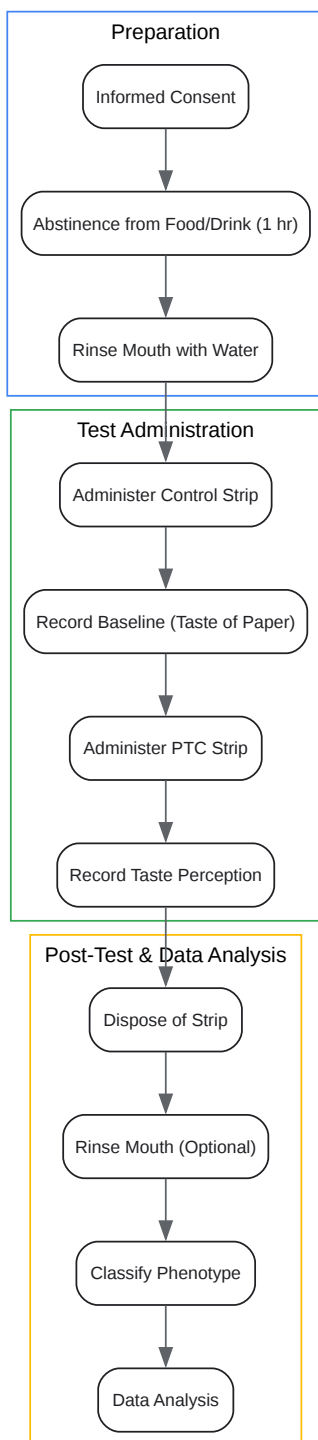 Preparation
Informed Consent
Abstinence from Food/Drink (1 hr)
Rinse Mouth with Water
Test Administration
Administer Control Strip
Record Baseline (Taste of Paper)
Administer PTC Strip
Record Taste Perception
Post-Test & Data Analysis
Dispose of Strip
Rinse Mouth (Optional)
Classify Phenotype
Data Analysis